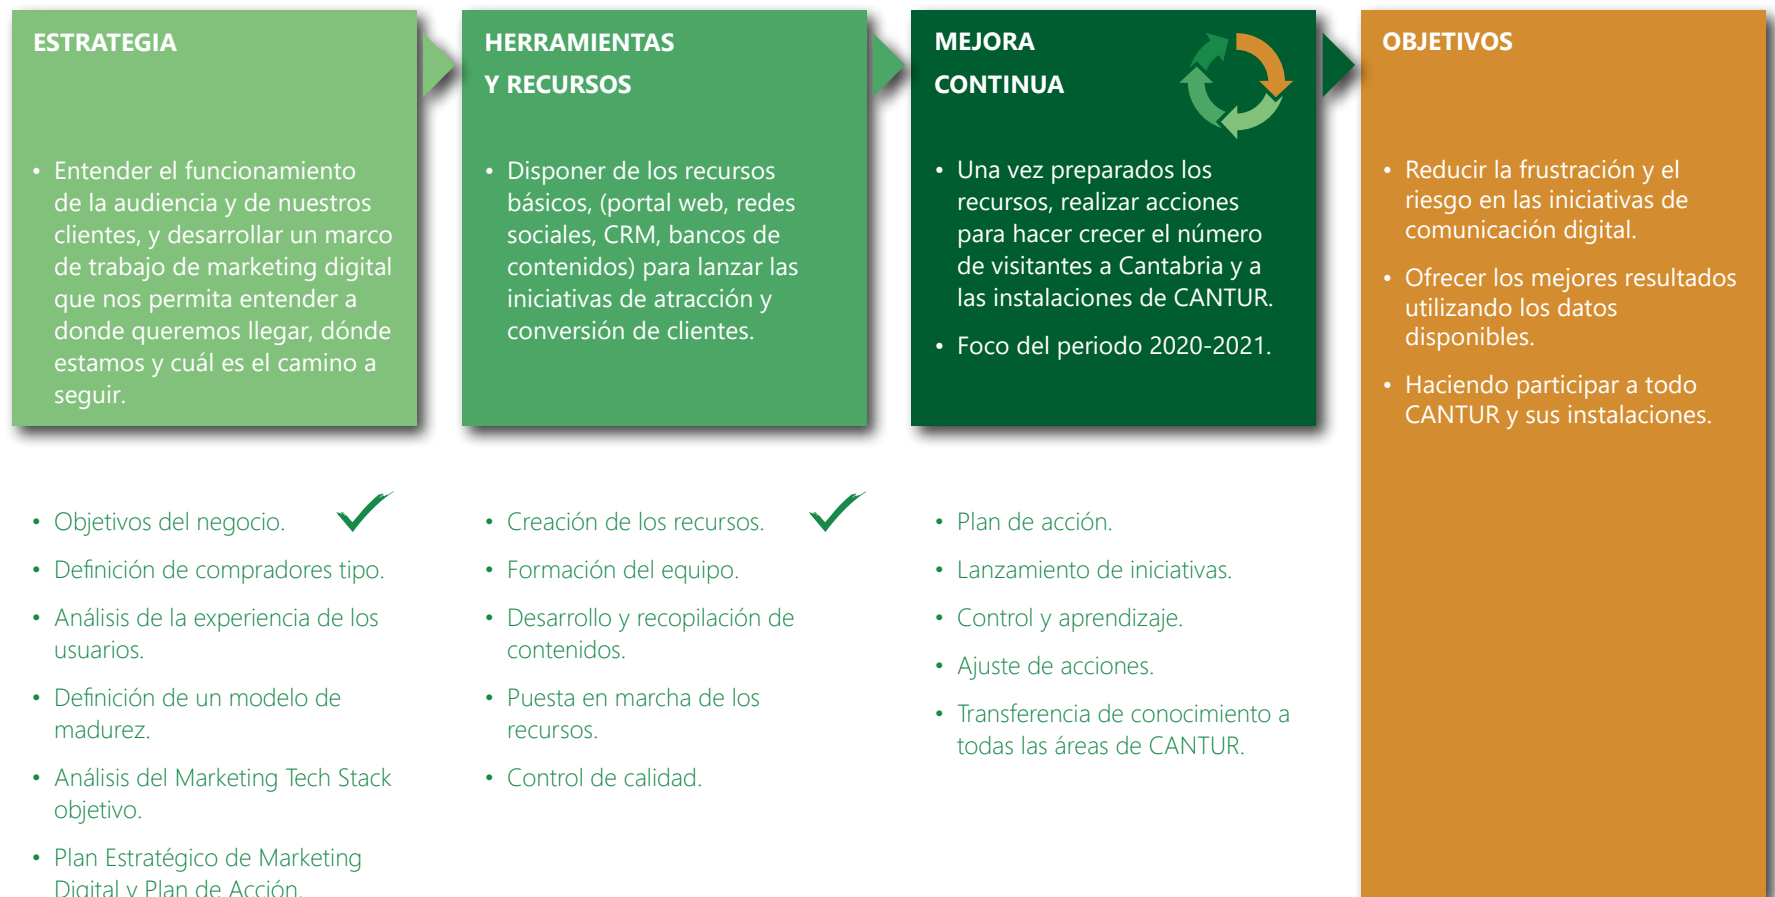 ESTRATEGIA
• Entender el funcionamiento
de la audiencia y de nuestros
clientes, y desarrollar un marco
de trabajo de marketing digital
que nos permita entender a
donde queremos llegar, dónde
estamos y cuál es el camino a
seguir.
• Objetivos del negocio.
• Definición de compradores tipo.
• Análisis de la experiencia de los
usuarios.
• Definición de un modelo de
madurez.
• Análisis del Marketing Tech Stack
objetivo.
• Plan Estratégico de Marketing
Digital y Plan de Acción.
HERRAMIENTAS
Y RECURSOS
• Disponer de los recursos
básicos, (portal web, redes
sociales, CRM, bancos de
contenidos) para lanzar las
iniciativas de atracción y
conversión de clientes.
• Creación de los recursos.
• Formación del equipo.
• Desarrollo y recopilación de
contenidos.
• Puesta en marcha de los
recursos.
• Control de calidad.
MEJORA
CONTINUA
• Una vez preparados los
recursos, realizar acciones
para hacer crecer el número
de visitantes a Cantabria y a
las instalaciones de CANTUR.
• Foco del periodo 2020-2021.
• Plan de acción.
• Lanzamiento de iniciativas.
• Control y aprendizaje.
• Ajuste de acciones.
• Transferencia de conocimiento a
todas las áreas de CANTUR.
OBJETIVOS
• Reducir la frustración y el
riesgo en las iniciativas de
comunicación digital.
• Ofrecer los mejores resultados
utilizando los datos
disponibles.
• Haciendo participar a todo
CANTUR y sus instalaciones.